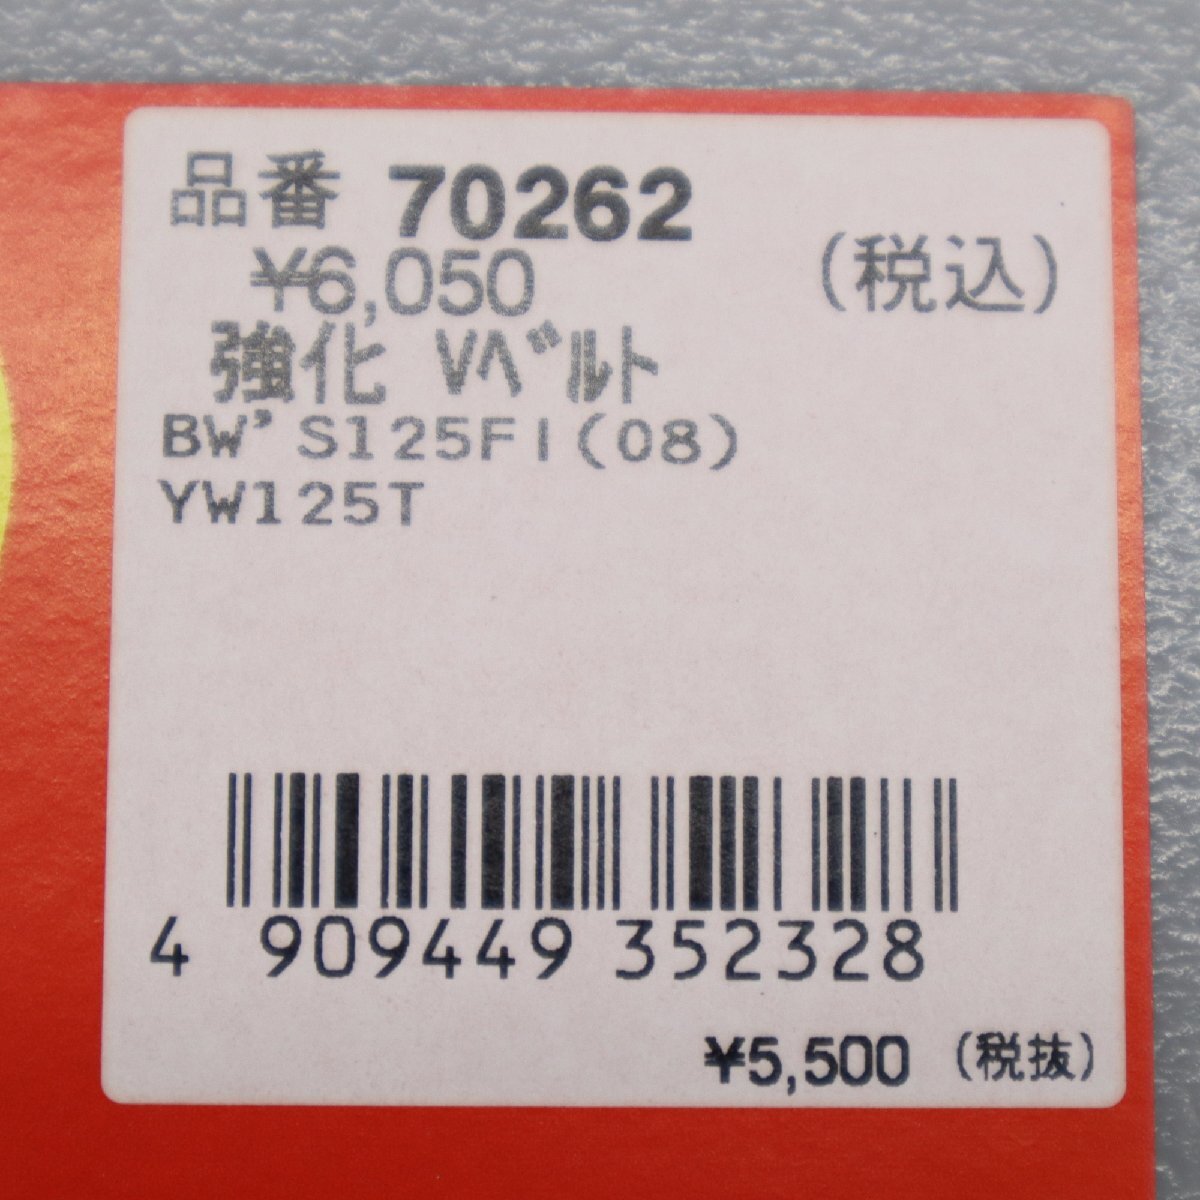 品番 70262
¥6,050 (税込)
強化 Vﾍﾞﾙﾄ
BW'S125FI(08)
YW125T
4 909449 352328
¥5,500 (税抜)